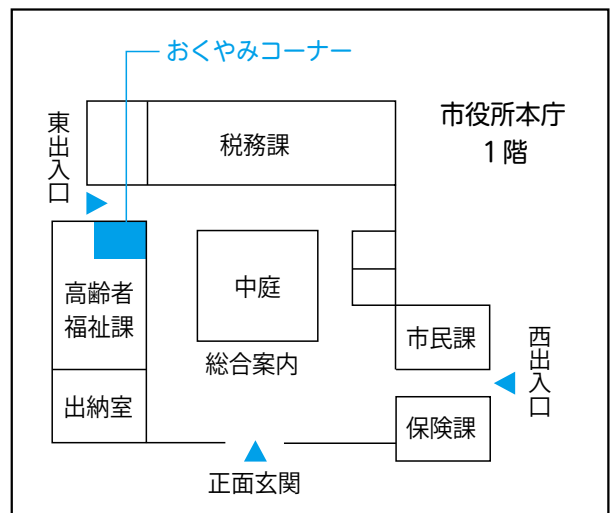 おくやみコーナー
市役所本庁
1階
東出入口
税務課
高齢者
福祉課
中庭
総合案内
市民課
西出入口
出納室
保険課
正面玄関